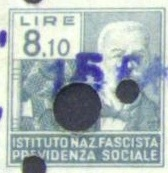 LIRE
8,10
ISTITUTO NAZ. FASCISTA
PREVIDENZA SOCIALE